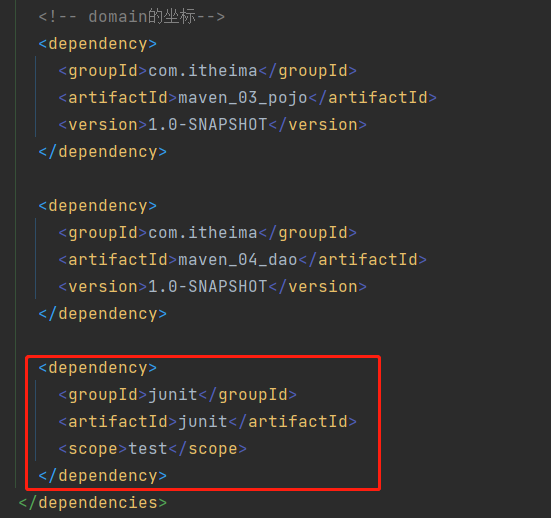 <!-- domain的坐标-->
<dependency>
<groupId>com.itheima</groupId>
<artifactId>maven_03_pojo</artifactId>
<version>1.0-SNAPSHOT</version>
</dependency>
<dependency>
<groupId>com.itheima</groupId>
<artifactId>maven_04_dao</artifactId>
<version>1.0-SNAPSHOT</version>
</dependency>
<dependency>
<groupId>junit</groupId>
<artifactId>junit</artifactId>
<scope>test</scope>
</dependency>
</dependencies>